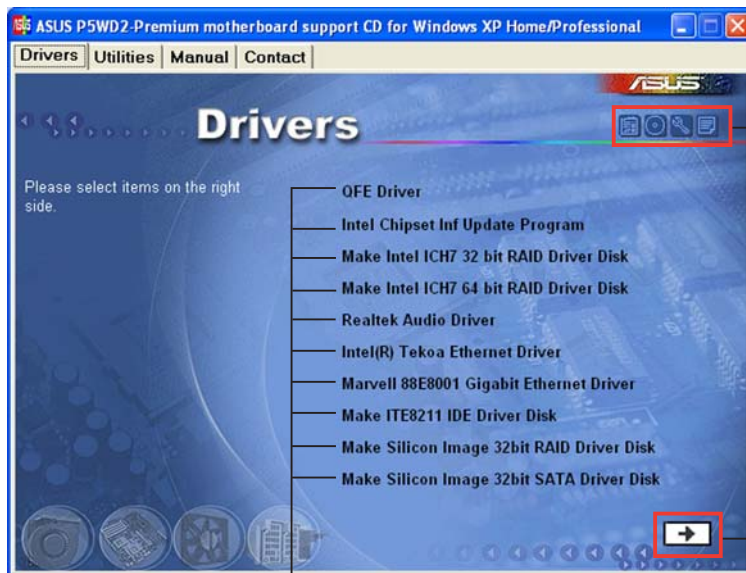 ASUS P5WD2-Premium motherboard support CD for Windows XP Home/Professional
Drivers Utilities Manual Contact
ASUS
Drivers
Please select items on the right
side.
QFE Driver
Intel Chipset Inf Update Program
Make Intel ICH7 32 bit RAID Driver Disk
Make Intel ICH7 64 bit RAID Driver Disk
Realtek Audio Driver
Intel(R) Tekoa Ethernet Driver
Marvell 88E8001 Gigabit Ethernet Driver
Make ITE8211 IDE Driver Disk
Make Silicon Image 32bit RAID Driver Disk
Make Silicon Image 32bit SATA Driver Disk